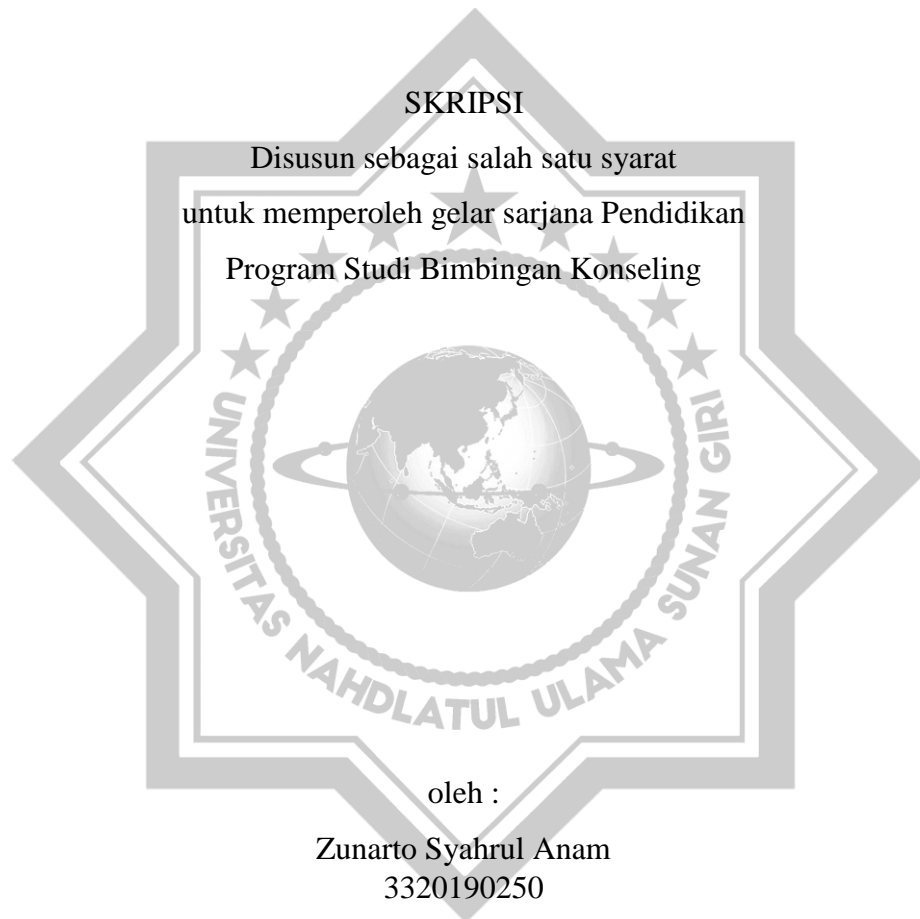 SKRIPSI
Disusun sebagai salah satu syarat
untuk memperoleh gelar sarjana Pendidikan
Program Studi Bimbingan Konseling
UNIVERSITAS NAHDLATUL ULAMA SUNAN GIRI
oleh :
Zunarto Syahrul Anam
3320190250